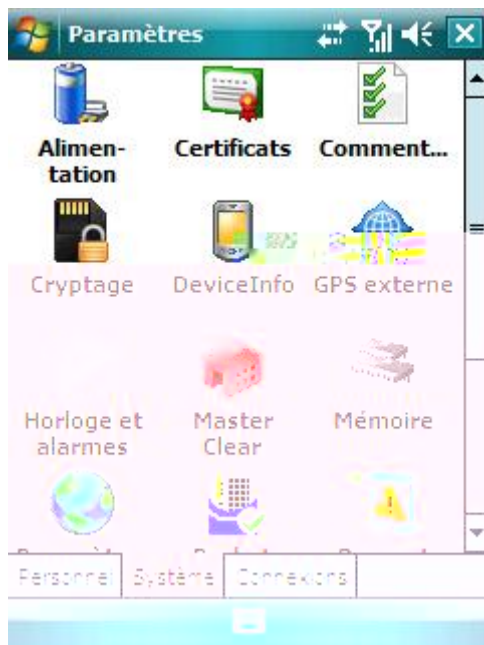 Paramètres
Alimen-
tation
Certificats
Comment...
Cryptage
DeviceInfo
GPS externe
Horloge et
alarmes
Master
Clear
Mémoire
Personnel
Système
Connexions